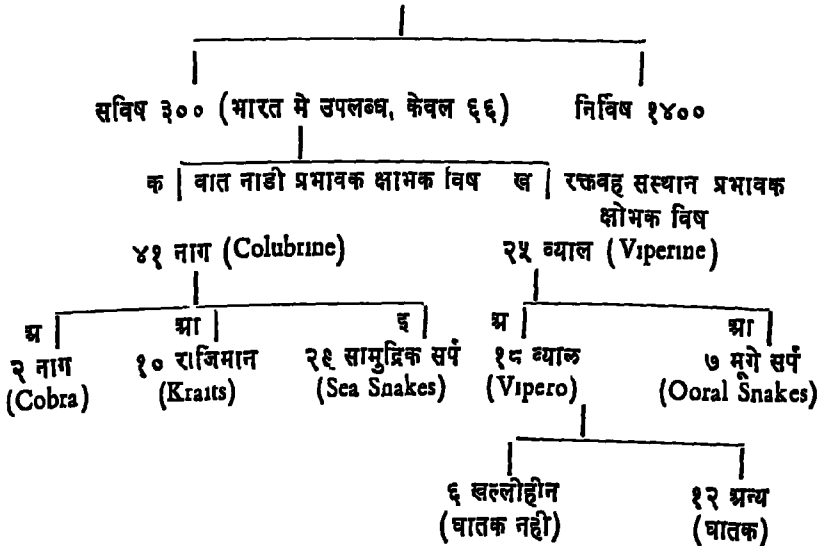 सविष ३०० (भारत मे उपलब्ध, केवल ६६) निर्विष १४००
क | वात नाडी प्रभावक क्षाभक विष ख | रक्तवह सस्थान प्रभावक
क्षोभक विष
४१ नाग (Colubrine) २५ व्याल (Viperine)
अ आ इ अ आ
२ नाग १० राजिमान २९ सामुद्रिक सर्प १८ व्याल ७ मूगे सर्प
(Cobra) (Kraits) (Sea Snakes) (Vipero) (Ooral Snakes)
६ खल्लीहीन १२ अन्य
(घातक नही) (घातक)